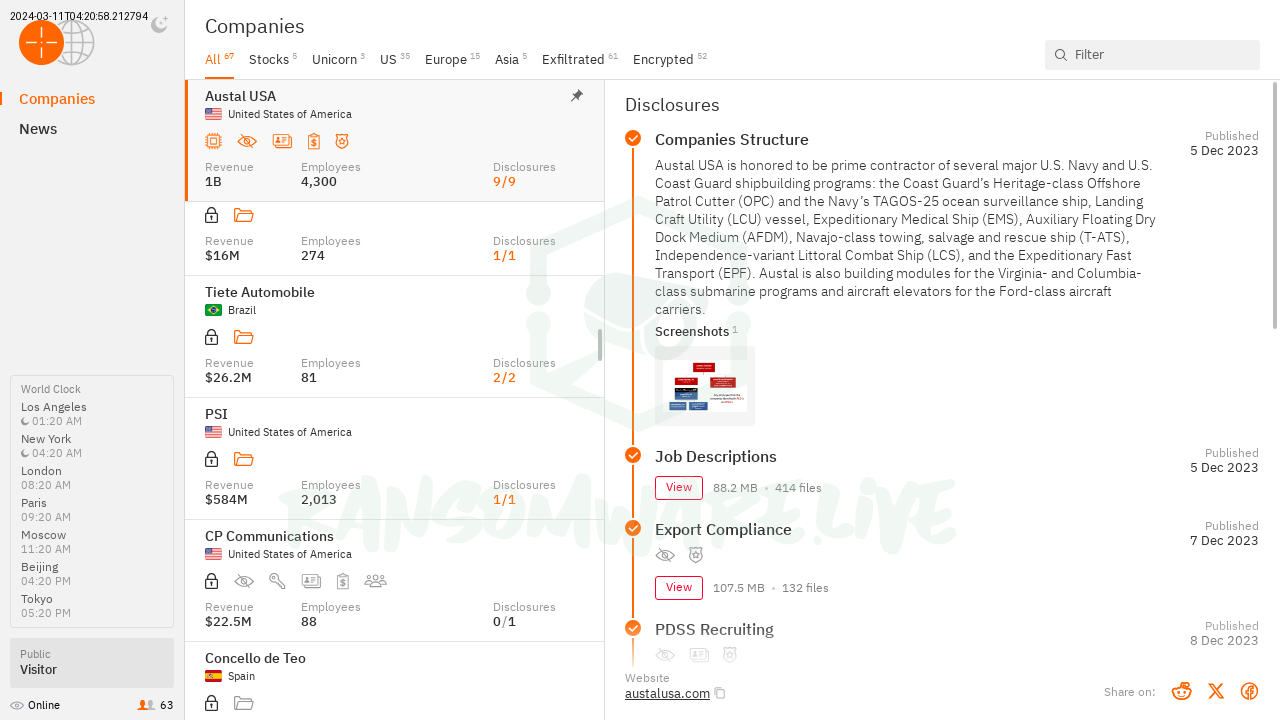 2024-03-11T04:20:58.212794
Companies
News
World Clock
Los Angeles
01:20 AM
New York
04:20 AM
London
08:20 AM
Paris
09:20 AM
Moscow
11:20 AM
Beijing
04:20 PM
Tokyo
05:20 PM
Public
Visitor
Online 63
Companies
All 67 Stocks 5 Unicorn 3 US 35 Europe 15 Asia 5 Exfiltrated 61 Encrypted 52
Filter
Austal USA
United States of America
Revenue Employees Disclosures
1B 4,300 9/9
Revenue Employees Disclosures
$16M 274 1/1
Tiete Automobile
Brazil
Revenue Employees Disclosures
$26.2M 81 2/2
PSI
United States of America
Revenue Employees Disclosures
$584M 2,013 1/1
CP Communications
United States of America
Revenue Employees Disclosures
$22.5M 88 0/1
Concello de Teo
Spain
Disclosures
Companies Structure
Published
5 Dec 2023
Austal USA is honored to be prime contractor of several major U.S. Navy and U.S.
Coast Guard shipbuilding programs: the Coast Guard’s Heritage-class Offshore
Patrol Cutter (OPC) and the Navy’s TAGOS-25 ocean surveillance ship, Landing
Craft Utility (LCU) vessel, Expeditionary Medical Ship (EMS), Auxiliary Floating Dry
Dock Medium (AFDM), Navajo-class towing, salvage and rescue ship (T-ATS),
Independence-variant Littoral Combat Ship (LCS), and the Expeditionary Fast
Transport (EPF). Austal is also building modules for the Virginia- and Columbia-
class submarine programs and aircraft elevators for the Ford-class aircraft
carriers.
Screenshots 1
Job Descriptions
Published
5 Dec 2023
View 88.2 MB • 414 files
Export Compliance
Published
7 Dec 2023
View 107.5 MB • 132 files
PDSS Recruiting
Published
8 Dec 2023
Website
austalusa.com
Share on:
RANSOMWARE.LIVE